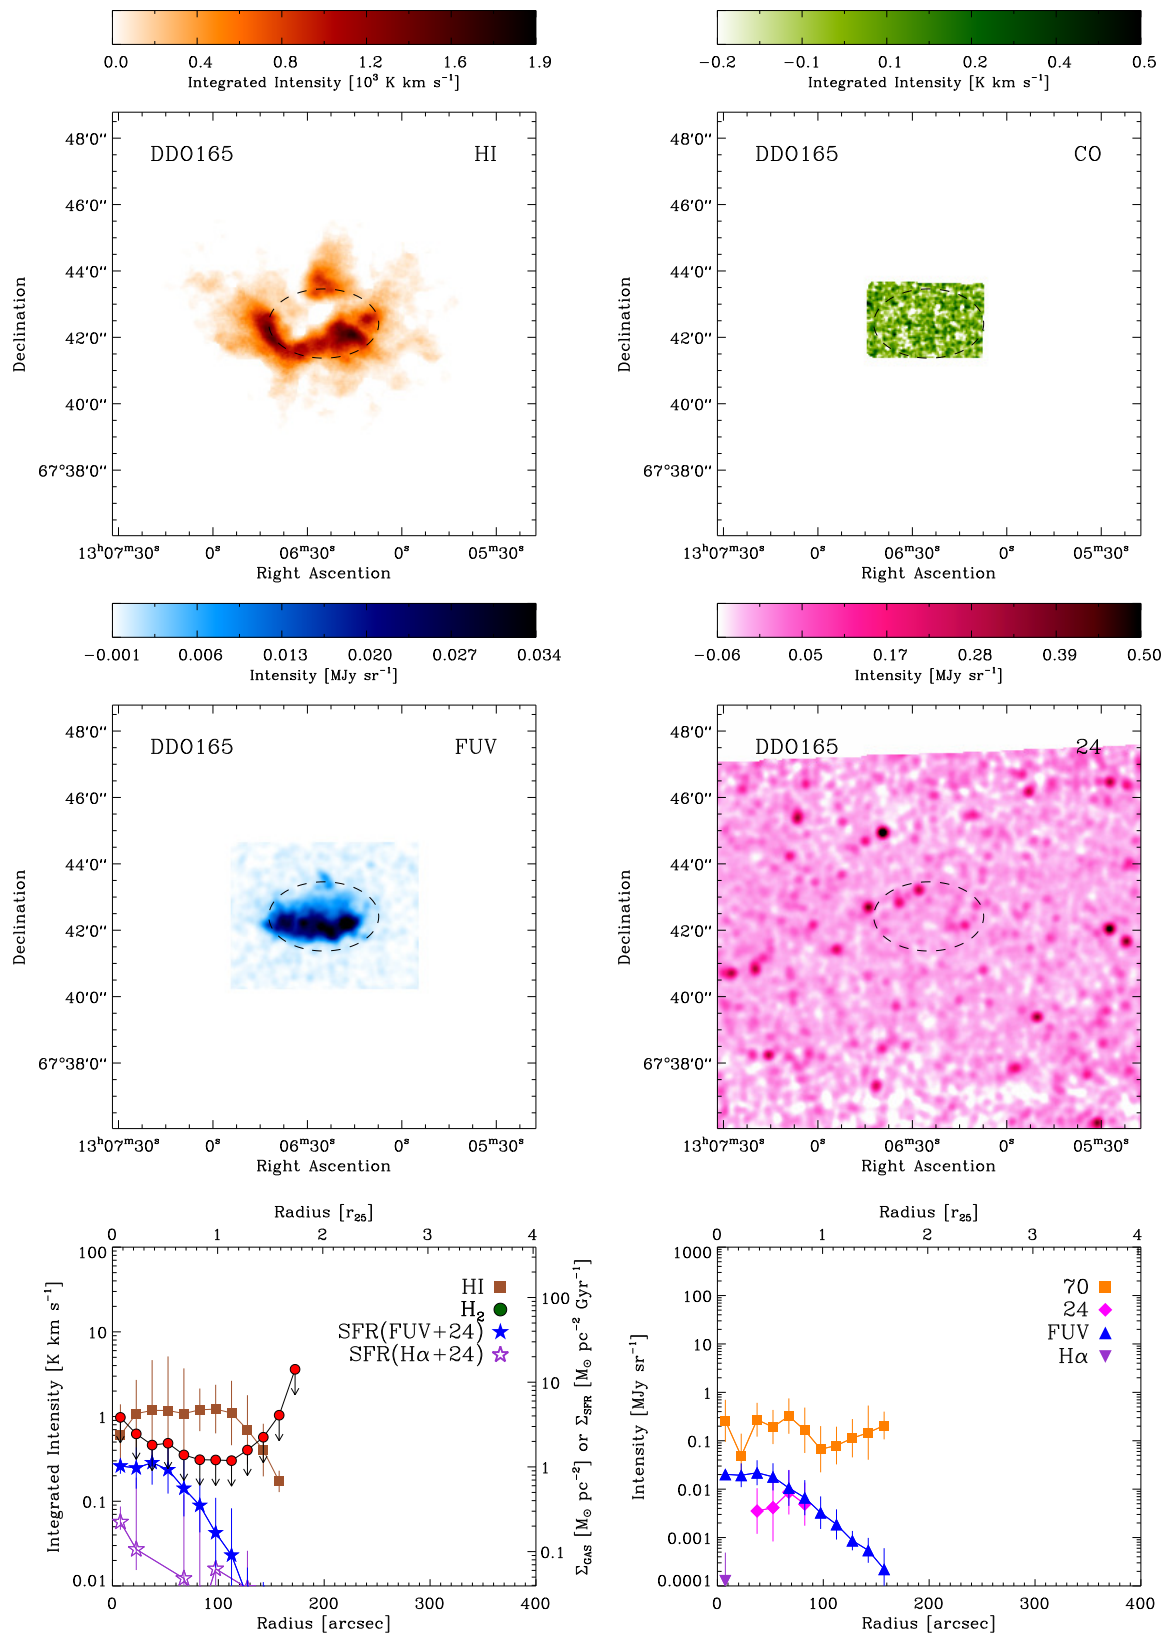 0.0 0.4 0.8 1.2 1.6 1.9
Integrated Intensity [10³ K km s⁻¹]
−0.2 −0.1 0.1 0.2 0.4 0.5
Integrated Intensity [K km s⁻¹]
DDO165 HI
48'0''
46'0''
44'0''
42'0''
40'0''
67°38'0''
Declination
13ʰ07ᵐ30ˢ 0ˢ 06ᵐ30ˢ 0ˢ 05ᵐ30ˢ
Right Ascention
DDO165 CO
48'0''
46'0''
44'0''
42'0''
40'0''
67°38'0''
Declination
13ʰ07ᵐ30ˢ 0ˢ 06ᵐ30ˢ 0ˢ 05ᵐ30ˢ
Right Ascention
−0.001 0.006 0.013 0.020 0.027 0.034
Intensity [MJy sr⁻¹]
−0.06 0.05 0.17 0.28 0.39 0.50
Intensity [MJy sr⁻¹]
DDO165 FUV
48'0''
46'0''
44'0''
42'0''
40'0''
67°38'0''
Declination
13ʰ07ᵐ30ˢ 0ˢ 06ᵐ30ˢ 0ˢ 05ᵐ30ˢ
Right Ascention
DDO165 24
48'0''
46'0''
44'0''
42'0''
40'0''
67°38'0''
Declination
13ʰ07ᵐ30ˢ 0ˢ 06ᵐ30ˢ 0ˢ 05ᵐ30ˢ
Right Ascention
Radius [r₂₅]
0 1 2 3 4
100
10
1
0.1
0.01
Integrated Intensity [K km s⁻¹]
HI
H₂
SFR(FUV+24)
SFR(Hα+24)
100
10
1
0.1
Σ_GAS [M⊙ pc⁻²] or Σ_SFR [M⊙ pc⁻² Gyr⁻¹]
0 100 200 300 400
Radius [arcsec]
Radius [r₂₅]
0 1 2 3 4
1000
100
10
1
0.1
0.01
0.001
0.0001
Intensity [MJy sr⁻¹]
70
24
FUV
Hα
0 100 200 300 400
Radius [arcsec]